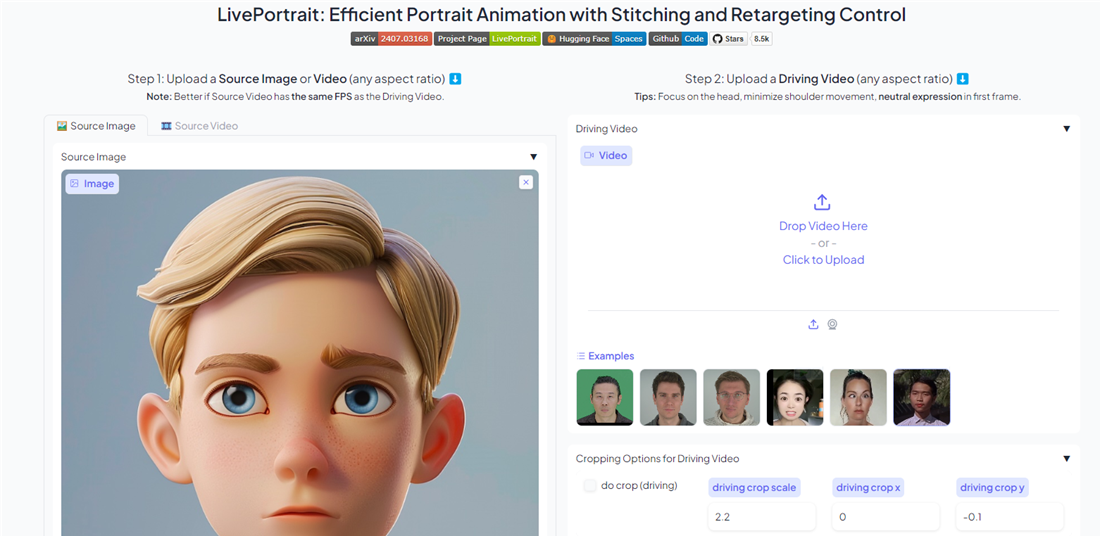 LivePortrait: Efficient Portrait Animation with Stitching and Retargeting Control
arXiv 2407.03168 Project Page LivePortrait Hugging Face Spaces Github Code Stars 8.5k
Step 1: Upload a Source Image or Video (any aspect ratio)
Note: Better if Source Video has the same FPS as the Driving Video.
Source Image Source Video
Source Image
Image
Step 2: Upload a Driving Video (any aspect ratio)
Tips: Focus on the head, minimize shoulder movement, neutral expression in first frame.
Driving Video
Video
Drop Video Here
- or -
Click to Upload
Examples
Cropping Options for Driving Video
do crop (driving) driving crop scale driving crop x driving crop y
2.2 0 -0.1